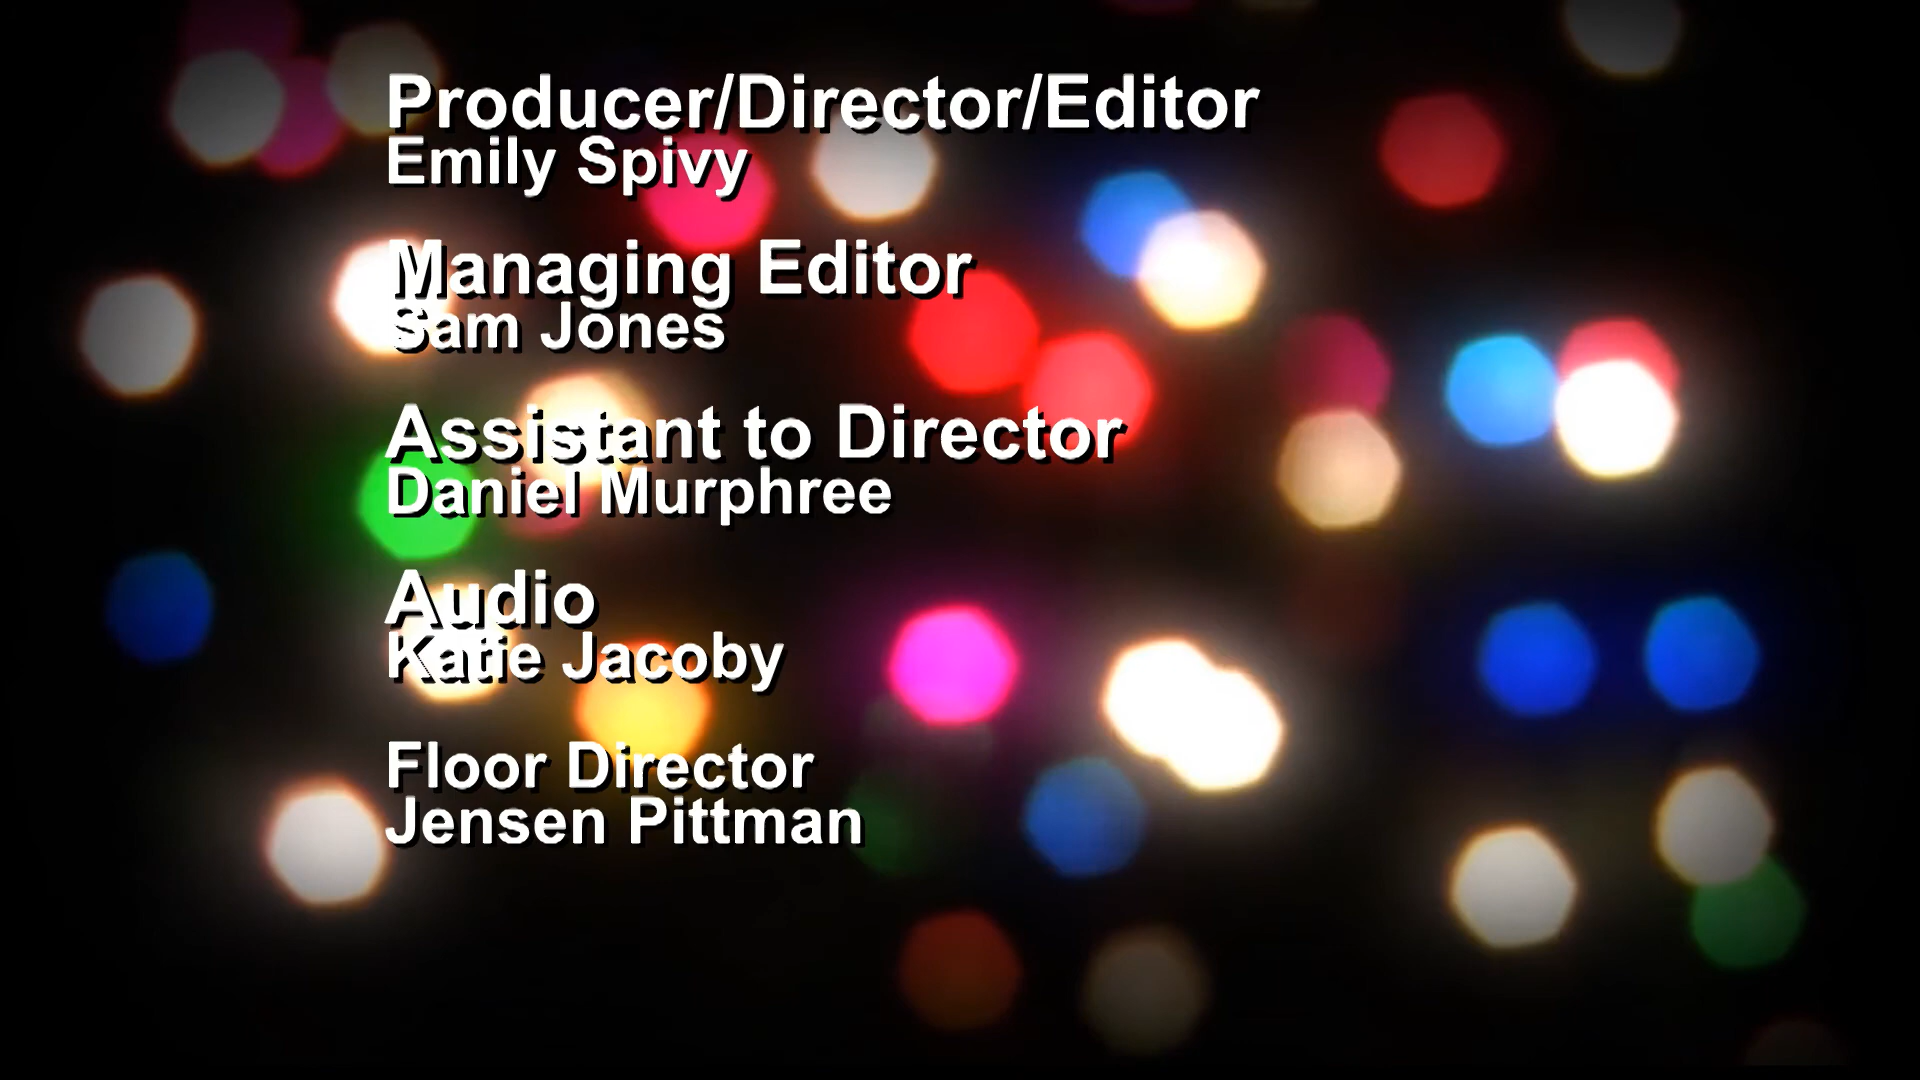 Producer/Director/Editor
Emily Spivy
Managing Editor
Sam Jones
Assistant to Director
Daniel Murphree
Audio
Katie Jacoby
Floor Director
Jensen Pittman